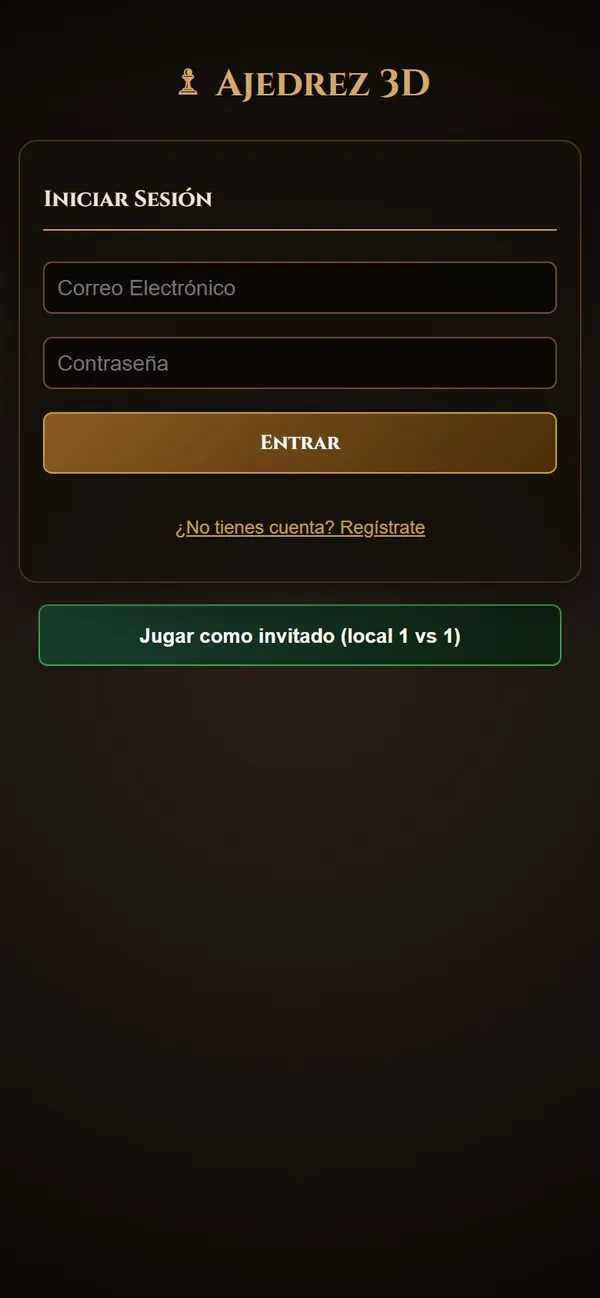 Ajedrez 3D
Iniciar Sesión
Correo Electrónico
Contraseña
Entrar
¿No tienes cuenta? Regístrate
Jugar como invitado (local 1 vs 1)